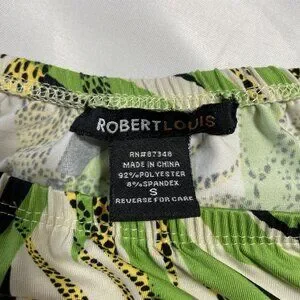 ROBERTLOUIS
RN#87348
MADE IN CHINA
92%POLYESTER
8%SPANDEX
S
REVERSE FOR CARE